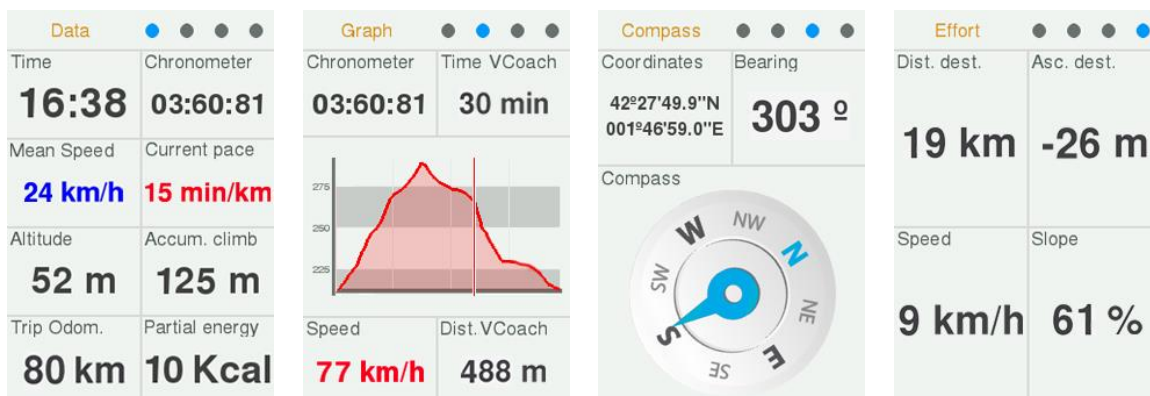 Data
Time
Chronometer
16:38
03:60:81
Mean Speed
Current pace
24 km/h
15 min/km
Altitude
Accum. climb
52 m
125 m
Trip Odom.
Partial energy
80 km
10 Kcal
Graph
Chronometer
Time VCoach
03:60:81
30 min
275
250
225
Speed
Dist.VCoach
77 km/h
488 m
Compass
Coordinates
Bearing
42º27'49.9"N
001º46'59.0"E
303 º
Compass
NW
W
N
SW
NE
S
E
SE
Effort
Dist. dest.
Asc. dest.
19 km
-26 m
Speed
Slope
9 km/h
61 %